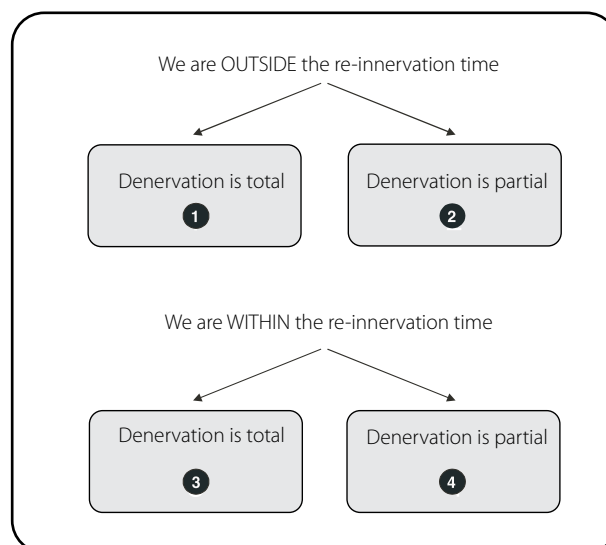 We are OUTSIDE the re-innervation time
Denervation is total
Denervation is partial
1
2
We are WITHIN the re-innervation time
Denervation is total
Denervation is partial
3
4